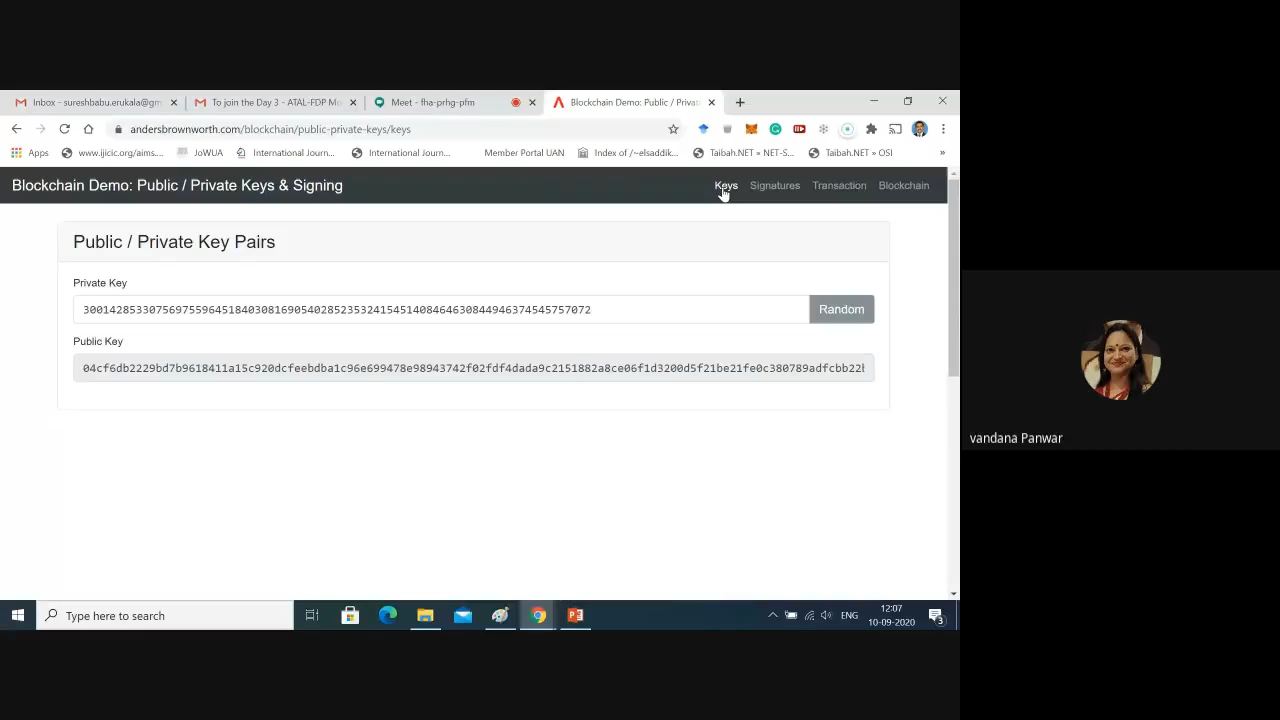 Inbox - sureshbabu.erukala@gm
To join the Day 3 - ATAL-FDP Mo
Meet - fha-prhg-pfm
Blockchain Demo: Public / Privat
andersbrownworth.com/blockchain/public-private-keys/keys
Apps
www.ijicic.org/aims....
JoWUA
International Journ...
International Journ...
Member Portal UAN
Index of /~elsaddik...
Taibah.NET » NET-S...
Taibah.NET » OSI
»
Blockchain Demo: Public / Private Keys & Signing
Keys
Signatures
Transaction
Blockchain
Public / Private Key Pairs
Private Key
30014285330756975596451840308169054028523532415451408464630844946374545757072
Random
Public Key
04cf6db2229bd7b9618411a15c920dcfeebdba1c96e699478e98943742f02fdf4dada9c2151882a8ce06f1d3200d5f21be21fe0c380789adfcbb22b
vandana Panwar
Type here to search
ENG
12:07
10-09-2020
3